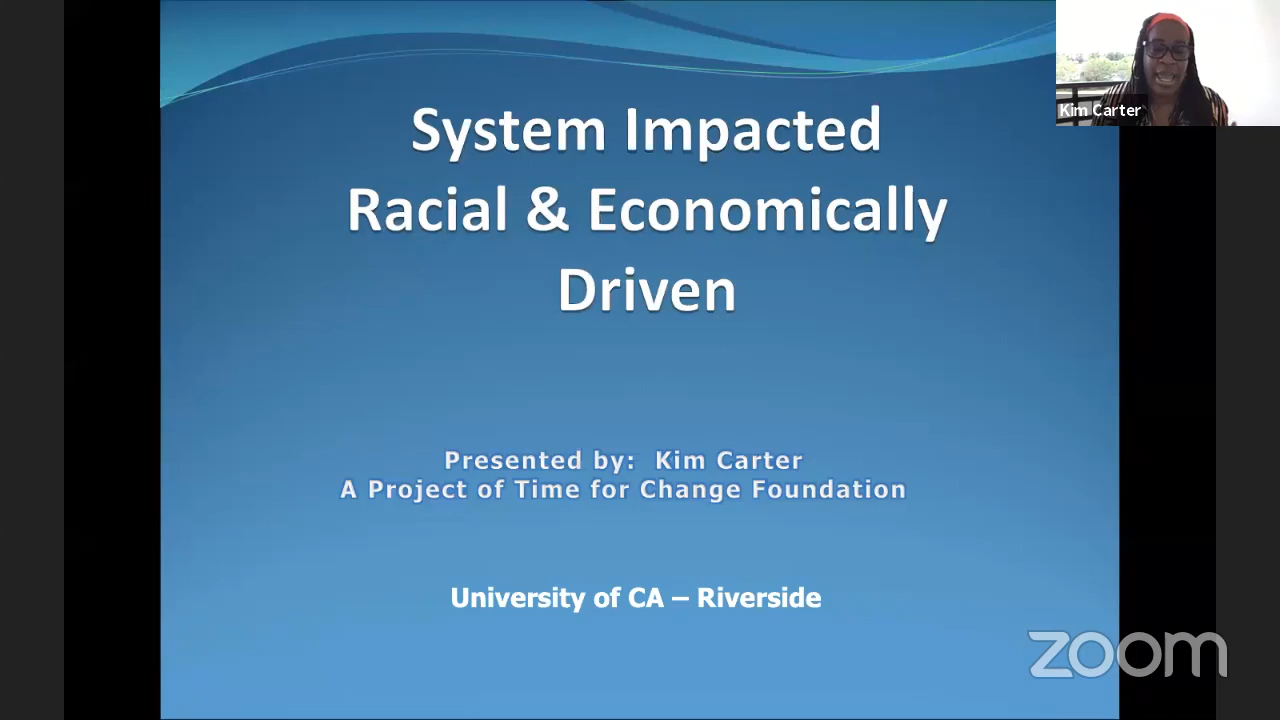 System Impacted
Racial & Economically
Driven
Kim Carter
Presented by: Kim Carter
A Project of Time for Change Foundation
University of CA – Riverside
zoom